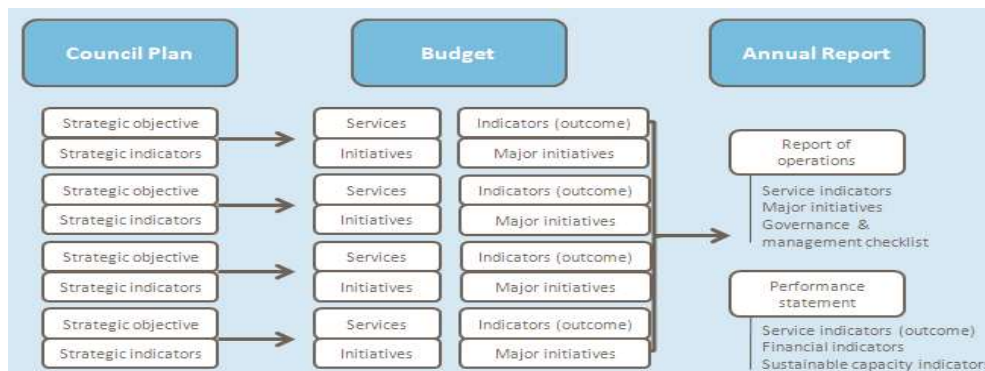 Council Plan
Budget
Annual Report
Strategic objective
Strategic indicators
Services
Initiatives
Indicators (outcome)
Major initiatives
Strategic objective
Strategic indicators
Services
Initiatives
Indicators (outcome)
Major initiatives
Strategic objective
Strategic indicators
Services
Initiatives
Indicators (outcome)
Major initiatives
Strategic objective
Strategic indicators
Services
Initiatives
Indicators (outcome)
Major initiatives
Report of
operations
Service indicators
Major initiatives
Governance &
management checklist
Performance
statement
Service indicators (outcome)
Financial indicators
Sustainable capacity indicators